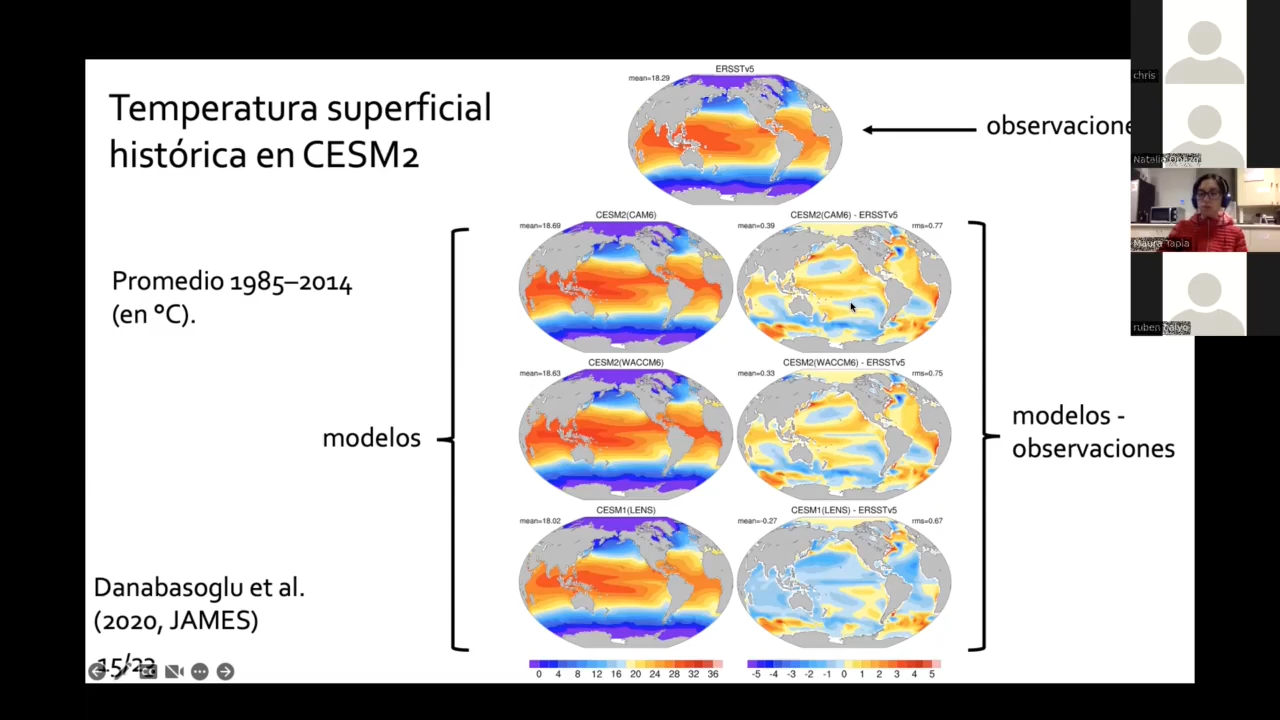 Temperatura superficial
histórica en CESM2
Promedio 1985–2014
(en °C).
modelos
Danabasoglu et al.
(2020, JAMES)
15/23
ERSSTv5
mean=18.29
observacione
CESM2(CAM6)
mean=18.69
CESM2(CAM6) - ERSSTv5
mean=0.39
rms=0.77
CESM2(WACCM6)
mean=18.63
CESM2(WACCM6) - ERSSTv5
mean=0.33
rms=0.75
CESM1(LENS)
mean=18.02
CESM1(LENS) - ERSSTv5
mean=-0.27
rms=0.67
0 4 8 12 16 20 24 28 32 36
-5 -4 -3 -2 -1 0 1 2 3 4 5
modelos -
observaciones
chris
Natalia
Maura Tapia
ruben